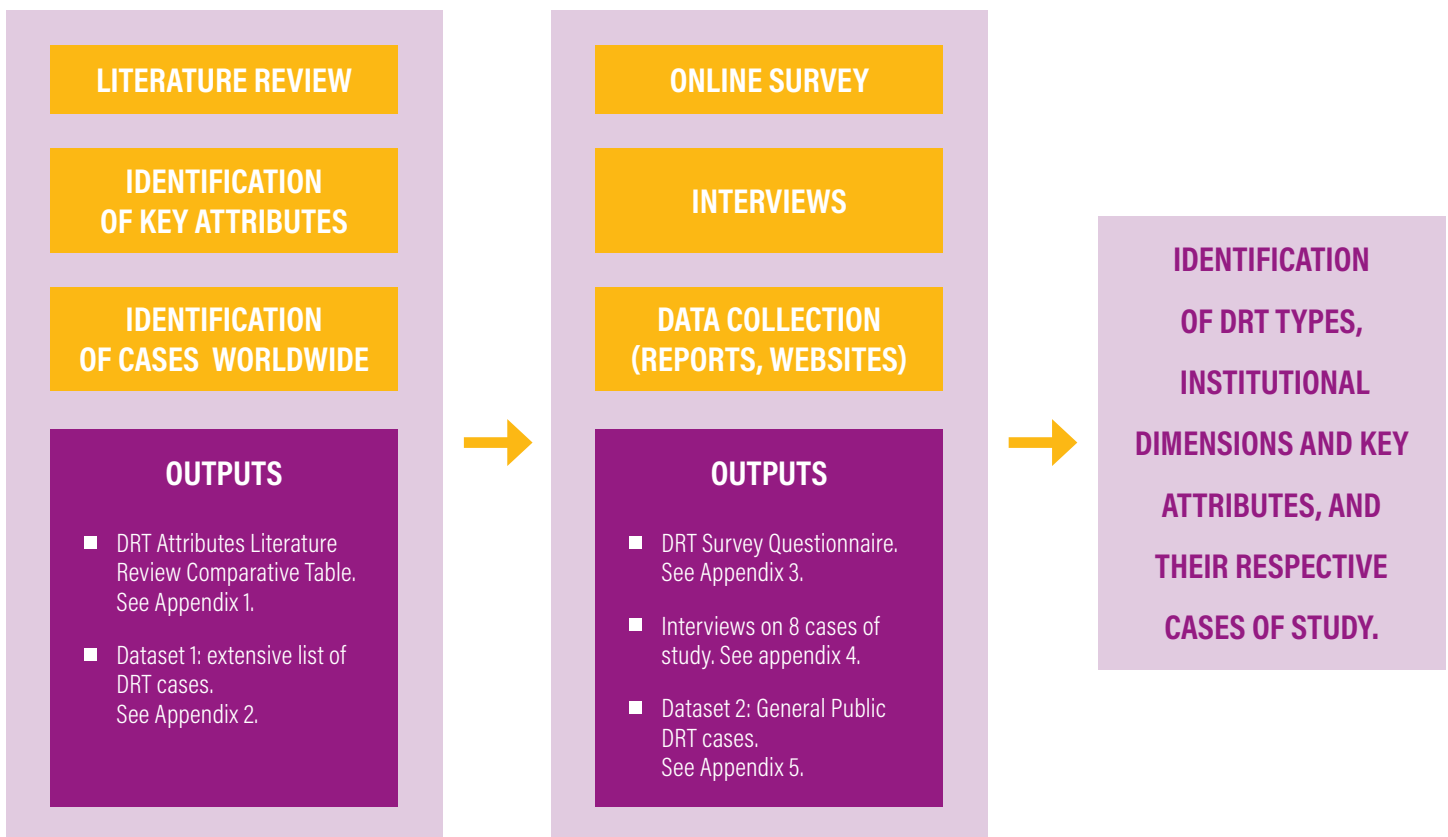 LITERATURE REVIEW
IDENTIFICATION
OF KEY ATTRIBUTES
IDENTIFICATION
OF CASES WORLDWIDE
OUTPUTS
■ DRT Attributes Literature
Review Comparative Table.
See Appendix 1.
■ Dataset 1: extensive list of
DRT cases.
See Appendix 2.
ONLINE SURVEY
INTERVIEWS
DATA COLLECTION
(REPORTS, WEBSITES)
OUTPUTS
■ DRT Survey Questionnaire.
See Appendix 3.
■ Interviews on 8 cases of
study. See appendix 4.
■ Dataset 2: General Public
DRT cases.
See Appendix 5.
IDENTIFICATION
OF DRT TYPES,
INSTITUTIONAL
DIMENSIONS AND KEY
ATTRIBUTES, AND
THEIR RESPECTIVE
CASES OF STUDY.